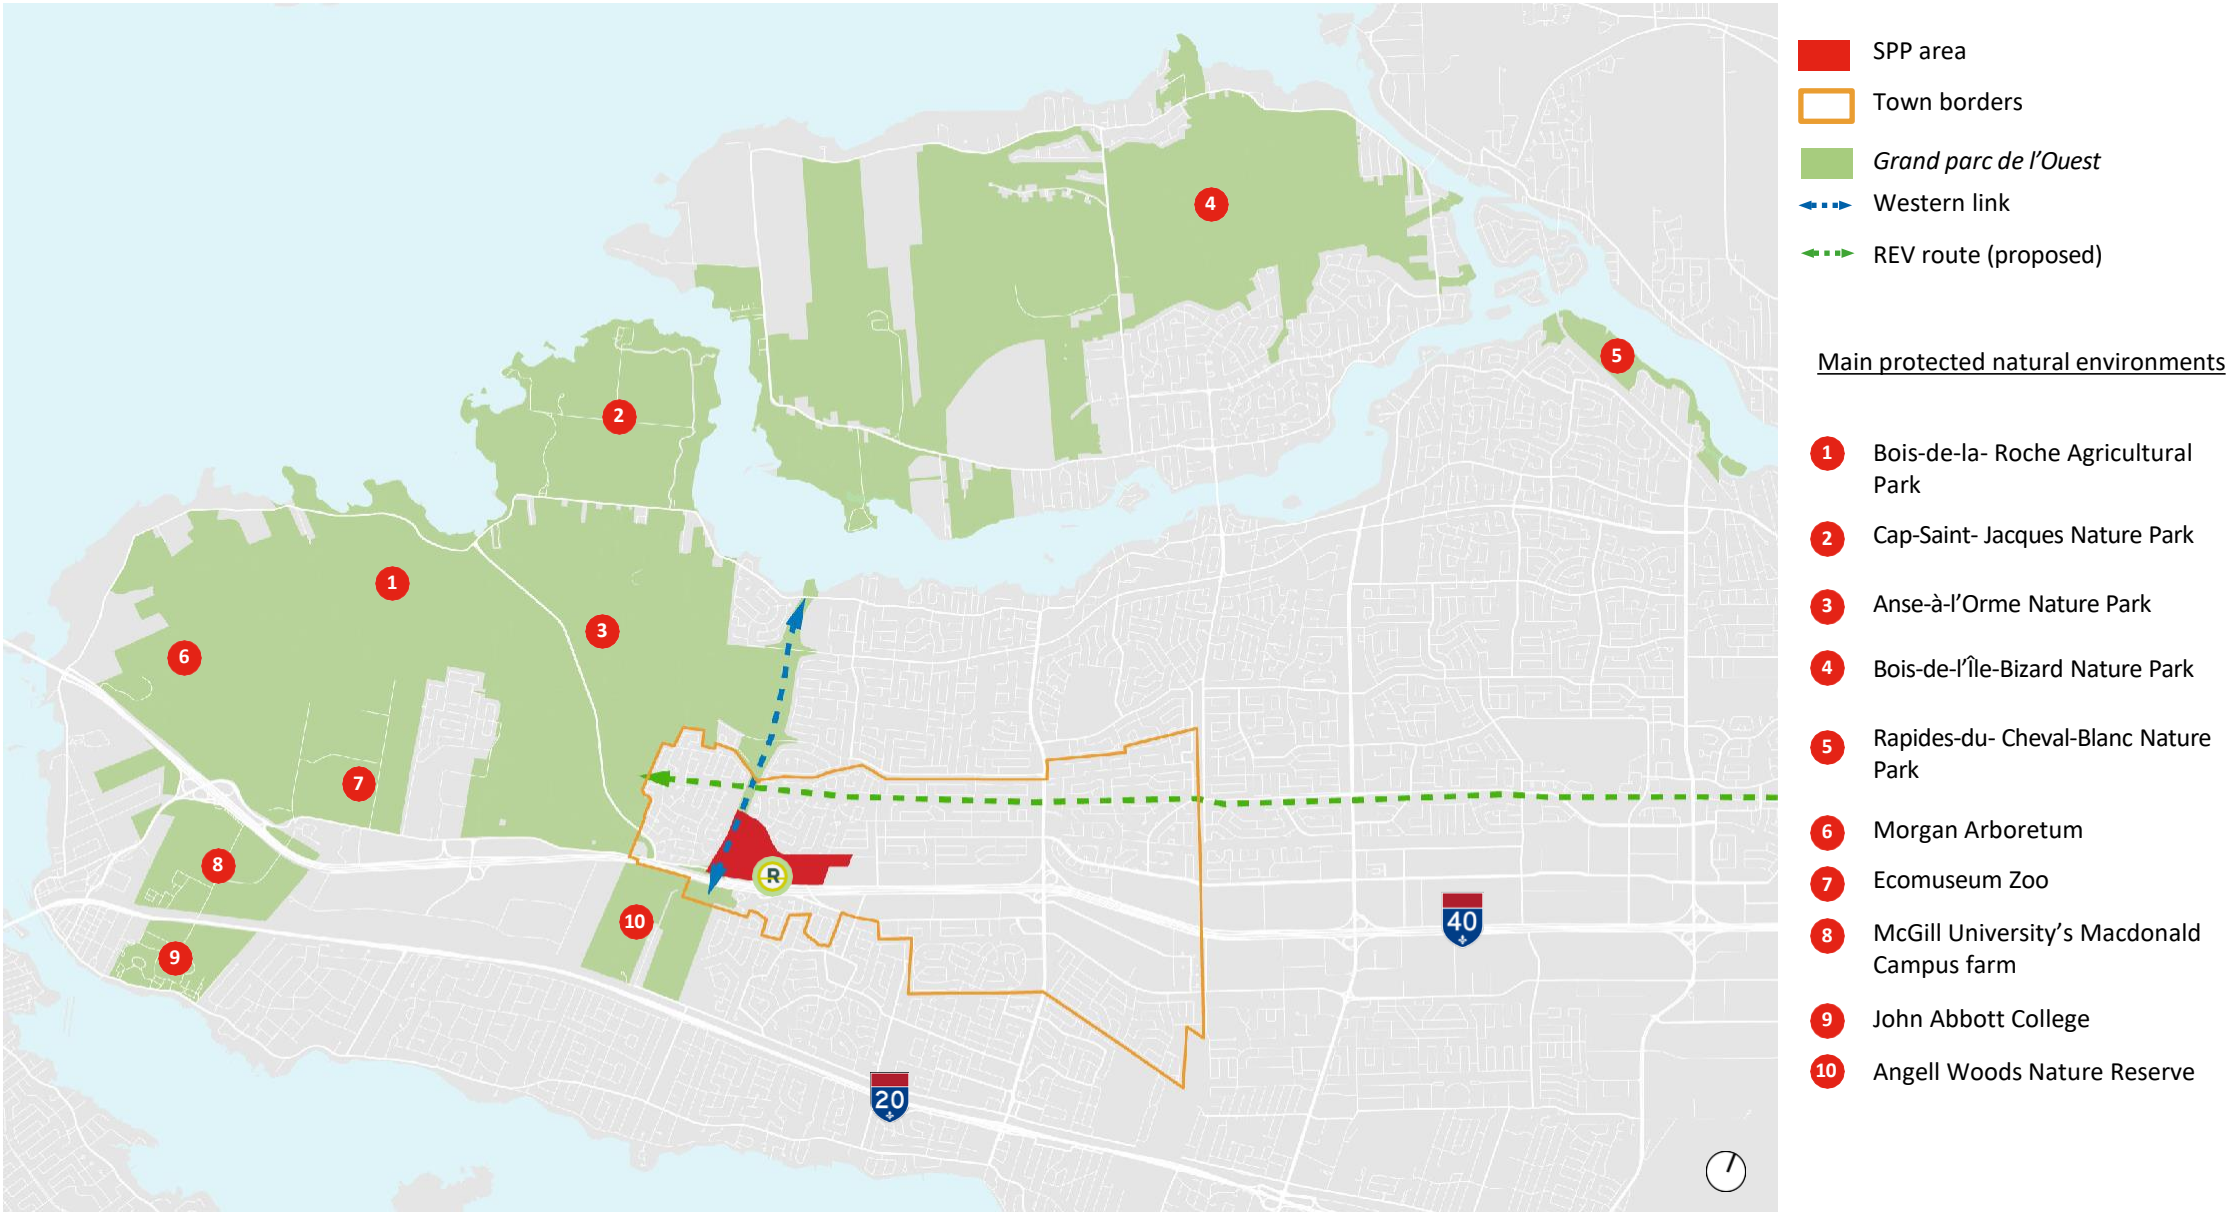 SPP area
Town borders
Grand parc de l’Ouest
Western link
REV route (proposed)
Main protected natural environments
1 Bois-de-la- Roche Agricultural
Park
2 Cap-Saint- Jacques Nature Park
3 Anse-à-l’Orme Nature Park
4 Bois-de-l’Île-Bizard Nature Park
5 Rapides-du- Cheval-Blanc Nature
Park
6 Morgan Arboretum
7 Ecomuseum Zoo
8 McGill University’s Macdonald
Campus farm
9 John Abbott College
10 Angell Woods Nature Reserve
4
5
2
1
3
6
7
8
R
10
40
9
20